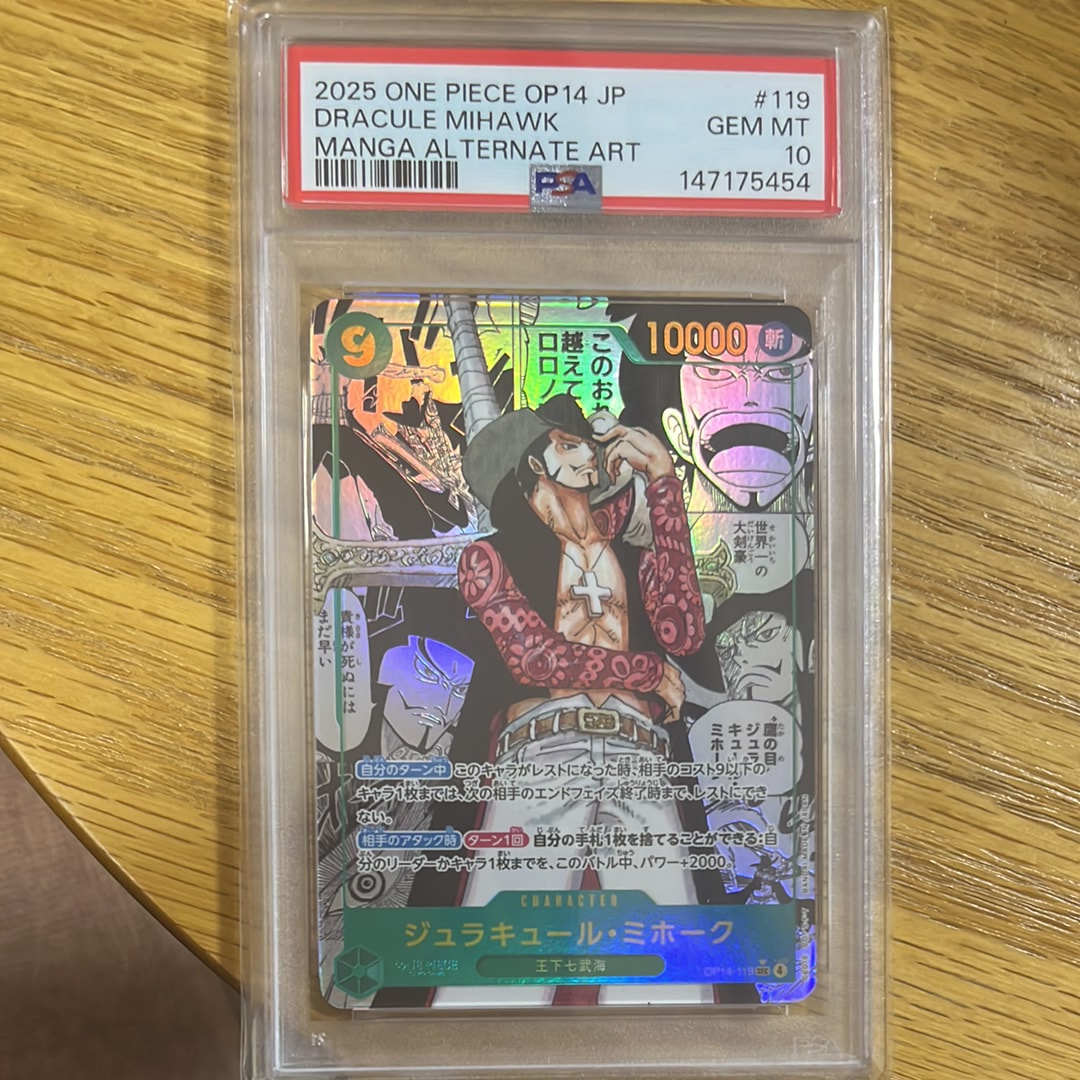 2025 ONE PIECE OP14 JP #119
DRACULE MIHAWK GEM MT
MANGA ALTERNATE ART 10
PSA 147175454
9
10000 斬
このおれ
越えて
ロロノ
世界一の
大剣豪
貴様が死ぬには
まだ早い
鷹の目
ジュラ
キュール
ミホー
自分のターン中 このキャラがレストになった時、相手のコスト9以下の
キャラ1枚までは、次の相手のエンドフェイズ終了時まで、レストにでき
ない。
相手のアタック時 ターン1回 自分の手札1枚を捨てることができる:自
分のリーダーかキャラ1枚までを、このバトル中、パワー+2000。
CHARACTER
ジュラキュール・ミホーク
王下七武海
OP14-119 4